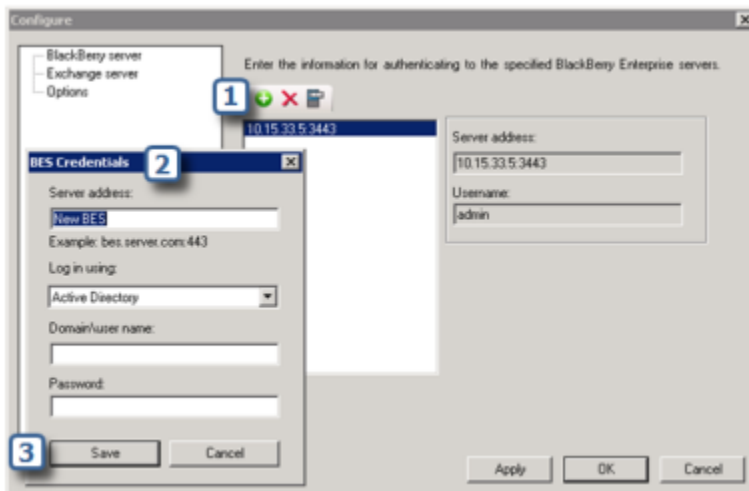 Configure
BlackBerry server
Exchange server
Options
Enter the information for authenticating to the specified BlackBerry Enterprise servers.
1
10.15.33.5:3443
Server address:
10.15.33.5:3443
Username:
admin
BES Credentials
2
Server address:
New BES
Example: bes.server.com:443
Log in using:
Active Directory
Domain\user name:
Password:
3
Save
Cancel
Apply
OK
Cancel